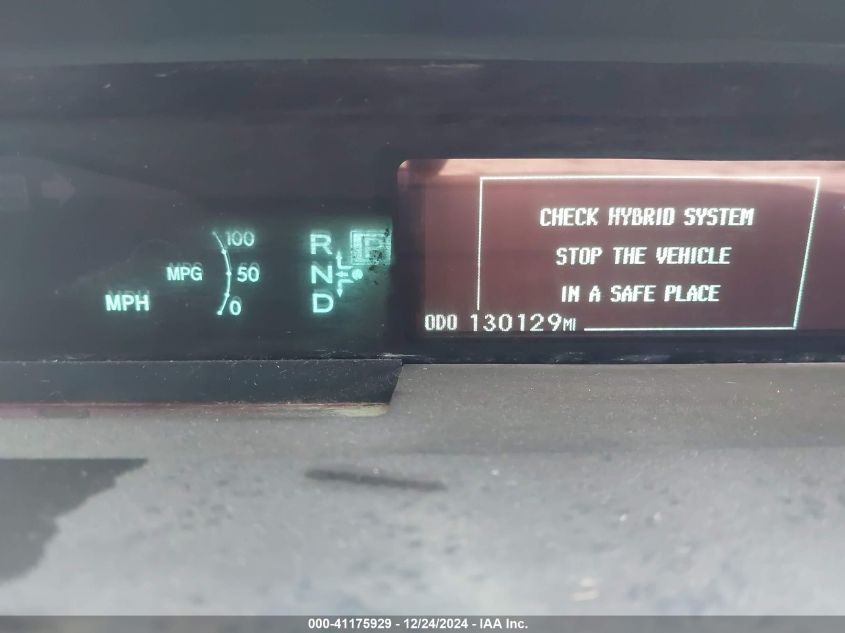 100
MPG 50
0
MPH
R P
N
D
CHECK HYBRID SYSTEM
STOP THE VEHICLE
IN A SAFE PLACE
ODO 130129MI
000-41175929 - 12/24/2024 - IAA Inc.